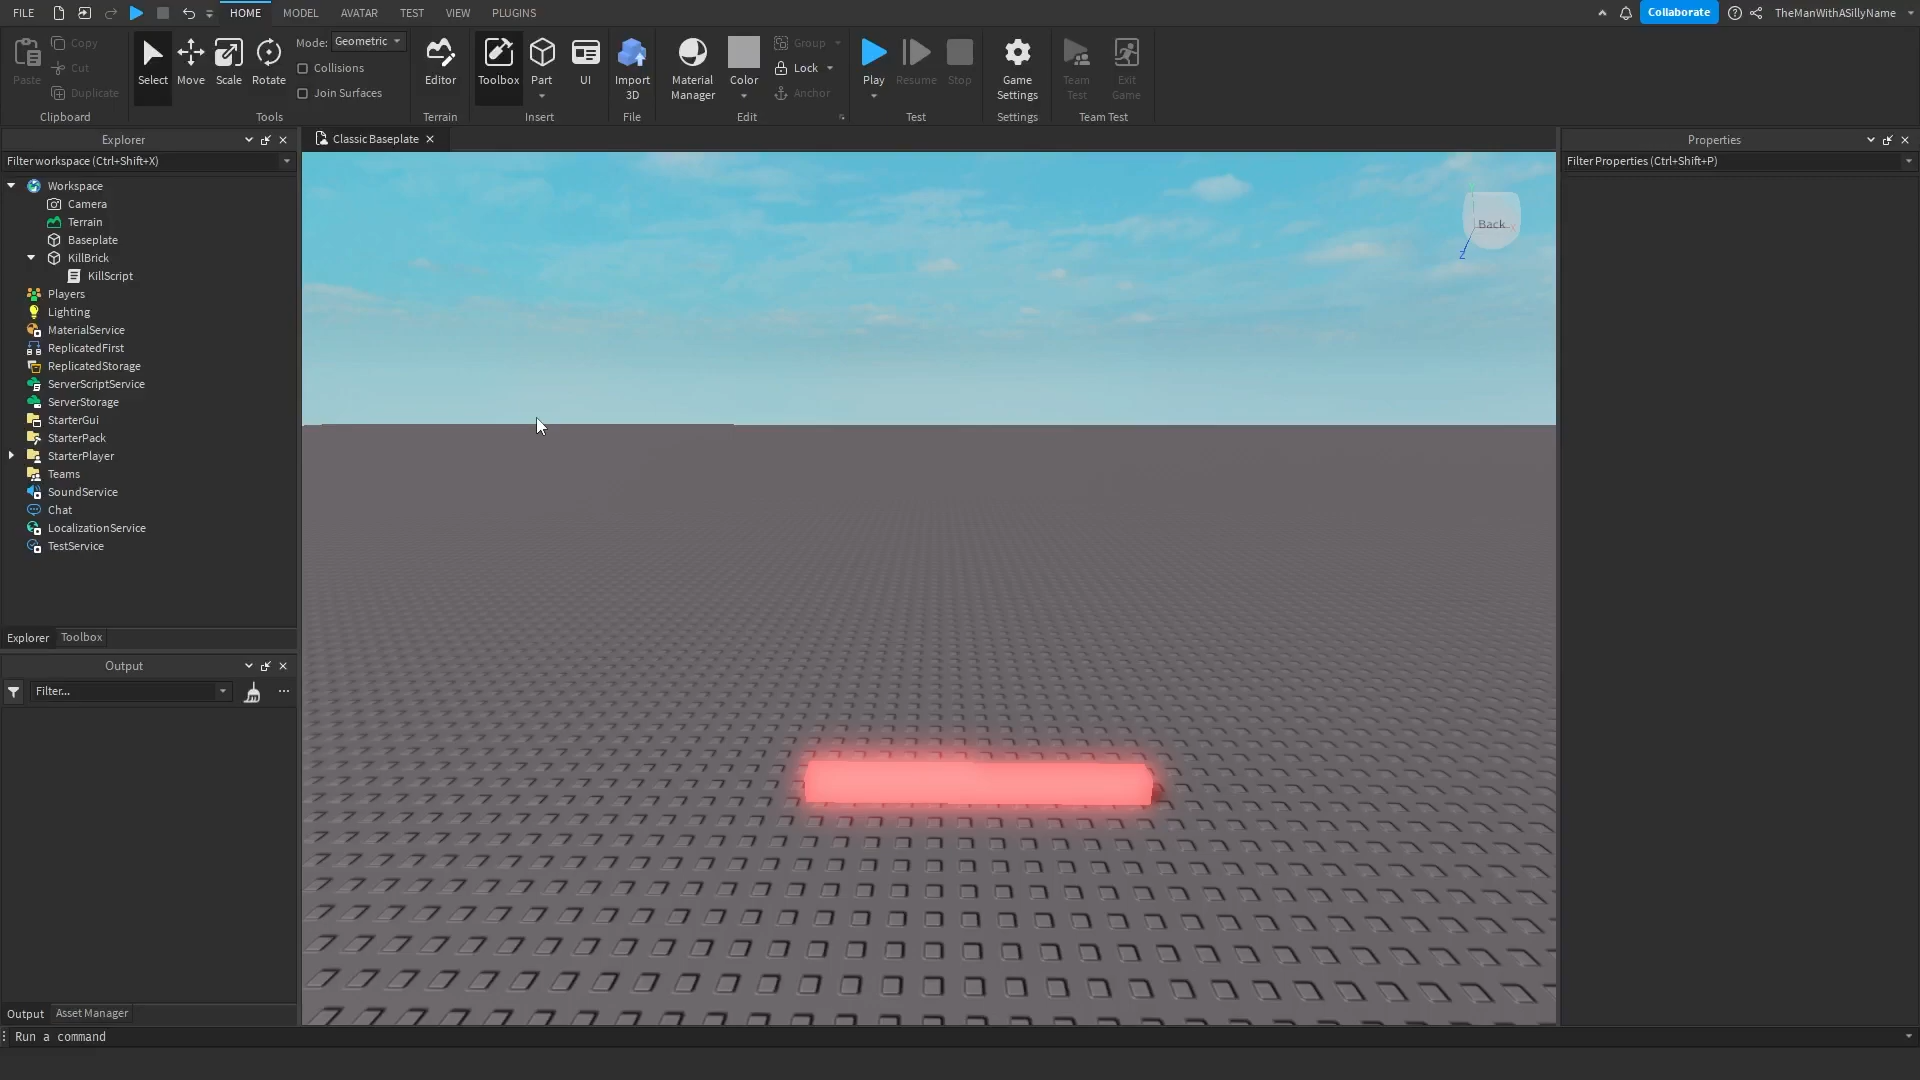 FILE HOME MODEL AVATAR TEST VIEW PLUGINS Collaborate TheManWithASillyName
Paste
Copy
Cut
Duplicate
Clipboard
Select
Move
Scale
Rotate
Mode: Geometric
Collisions
Join Surfaces
Tools
Editor
Terrain
Toolbox
Part
UI
Insert
Import
3D
File
Material
Manager
Color
Group
Lock
Anchor
Edit
Play
Resume
Stop
Test
Game
Settings
Settings
Team
Test
Exit
Game
Team Test
Explorer
Filter workspace (Ctrl+Shift+X)
Workspace
Camera
Terrain
Baseplate
KillBrick
KillScript
Players
Lighting
MaterialService
ReplicatedFirst
ReplicatedStorage
ServerScriptService
ServerStorage
StarterGui
StarterPack
StarterPlayer
Teams
SoundService
Chat
LocalizationService
TestService
Explorer Toolbox
Output
Filter...
Output Asset Manager
Run a command
Classic Baseplate
Back
Z
Properties
Filter Properties (Ctrl+Shift+P)